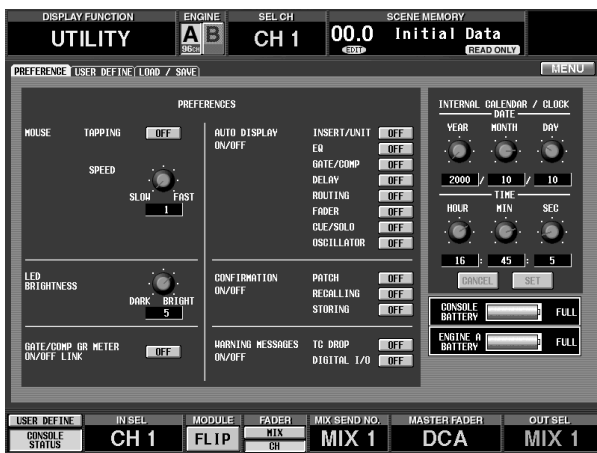 DISPLAY FUNCTION ENGINE SEL CH SCENE MEMORY
UTILITY A B CH 1 00.0 Initial Data
96CH EDIT READ ONLY
PREFERENCE USER DEFINE LOAD / SAVE MENU
PREFERENCES
MOUSE TAPPING OFF
SPEED
SLOW FAST
1
LED BRIGHTNESS
DARK BRIGHT
5
GATE/COMP GR METER
ON/OFF LINK OFF
AUTO DISPLAY
ON/OFF
INSERT/UNIT OFF
EQ OFF
GATE/COMP OFF
DELAY OFF
ROUTING OFF
FADER OFF
CUE/SOLO OFF
OSCILLATOR OFF
CONFIRMATION
ON/OFF
PATCH OFF
RECALLING OFF
STORING OFF
WARNING MESSAGES
ON/OFF
TC DROP OFF
DIGITAL I/O OFF
INTERNAL CALENDAR / CLOCK
DATE
YEAR MONTH DAY
2000 / 10 / 10
TIME
HOUR MIN SEC
16 : 45 : 5
CANCEL SET
CONSOLE
BATTERY FULL
ENGINE A
BATTERY FULL
USER DEFINE IN SEL MODULE FADER MIX SEND NO. MASTER FADER OUT SEL
CONSOLE
STATUS
CH 1 FLIP MIX
CH
MIX 1 DCA MIX 1